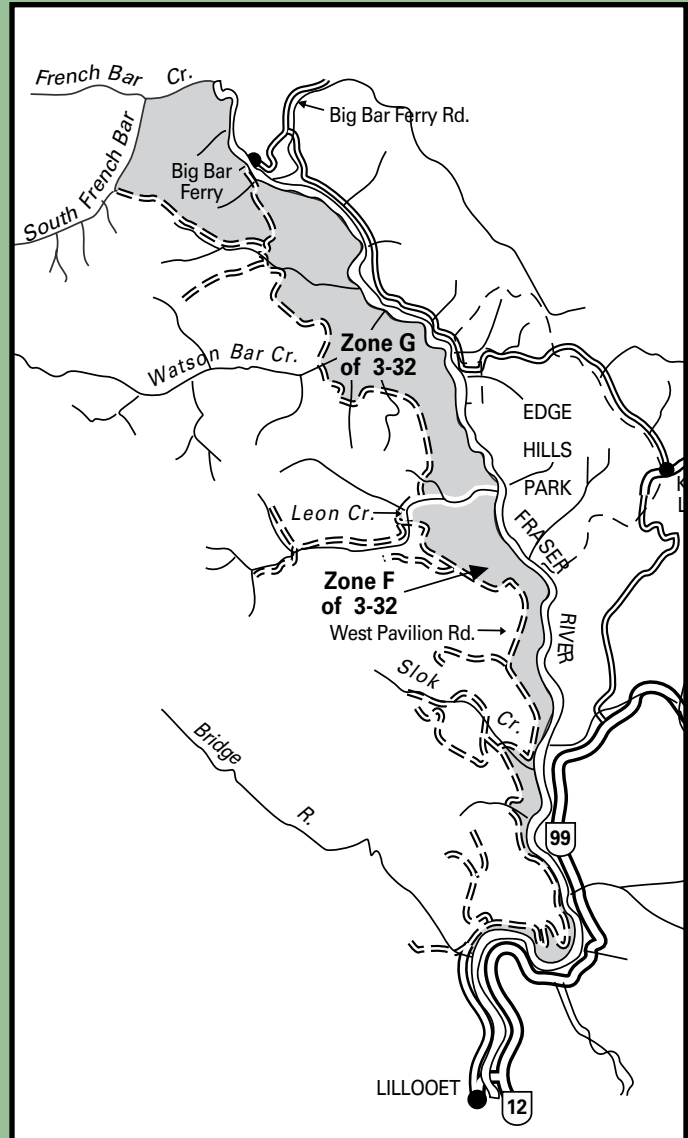 French Bar Cr.
Big Bar Ferry Rd.
South French Bar
Big Bar
Ferry
Zone G
of 3-32
Watson Bar Cr.
EDGE
HILLS
PARK
Leon Cr.
FRASER
RIVER
Zone F
of 3-32
West Pavilion Rd.
Slok Cr.
Bridge R.
99
LILLOOET
12